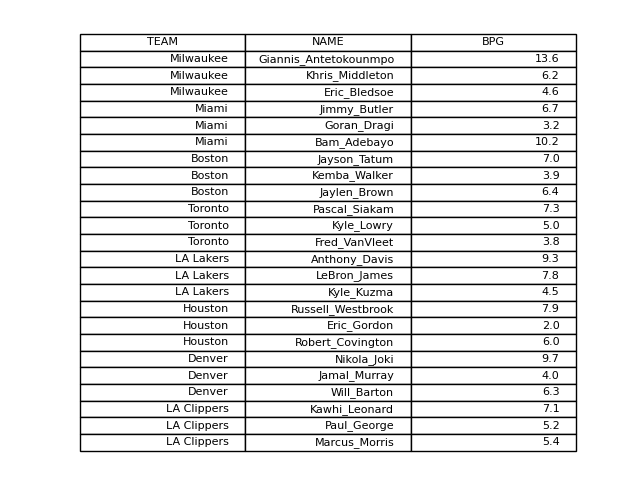 TEAM NAME BPG
Milwaukee Giannis_Antetokounmpo 13.6
Milwaukee Khris_Middleton 6.2
Milwaukee Eric_Bledsoe 4.6
Miami Jimmy_Butler 6.7
Miami Goran_Dragi 3.2
Miami Bam_Adebayo 10.2
Boston Jayson_Tatum 7.0
Boston Kemba_Walker 3.9
Boston Jaylen_Brown 6.4
Toronto Pascal_Siakam 7.3
Toronto Kyle_Lowry 5.0
Toronto Fred_VanVleet 3.8
LA Lakers Anthony_Davis 9.3
LA Lakers LeBron_James 7.8
LA Lakers Kyle_Kuzma 4.5
Houston Russell_Westbrook 7.9
Houston Eric_Gordon 2.0
Houston Robert_Covington 6.0
Denver Nikola_Joki 9.7
Denver Jamal_Murray 4.0
Denver Will_Barton 6.3
LA Clippers Kawhi_Leonard 7.1
LA Clippers Paul_George 5.2
LA Clippers Marcus_Morris 5.4